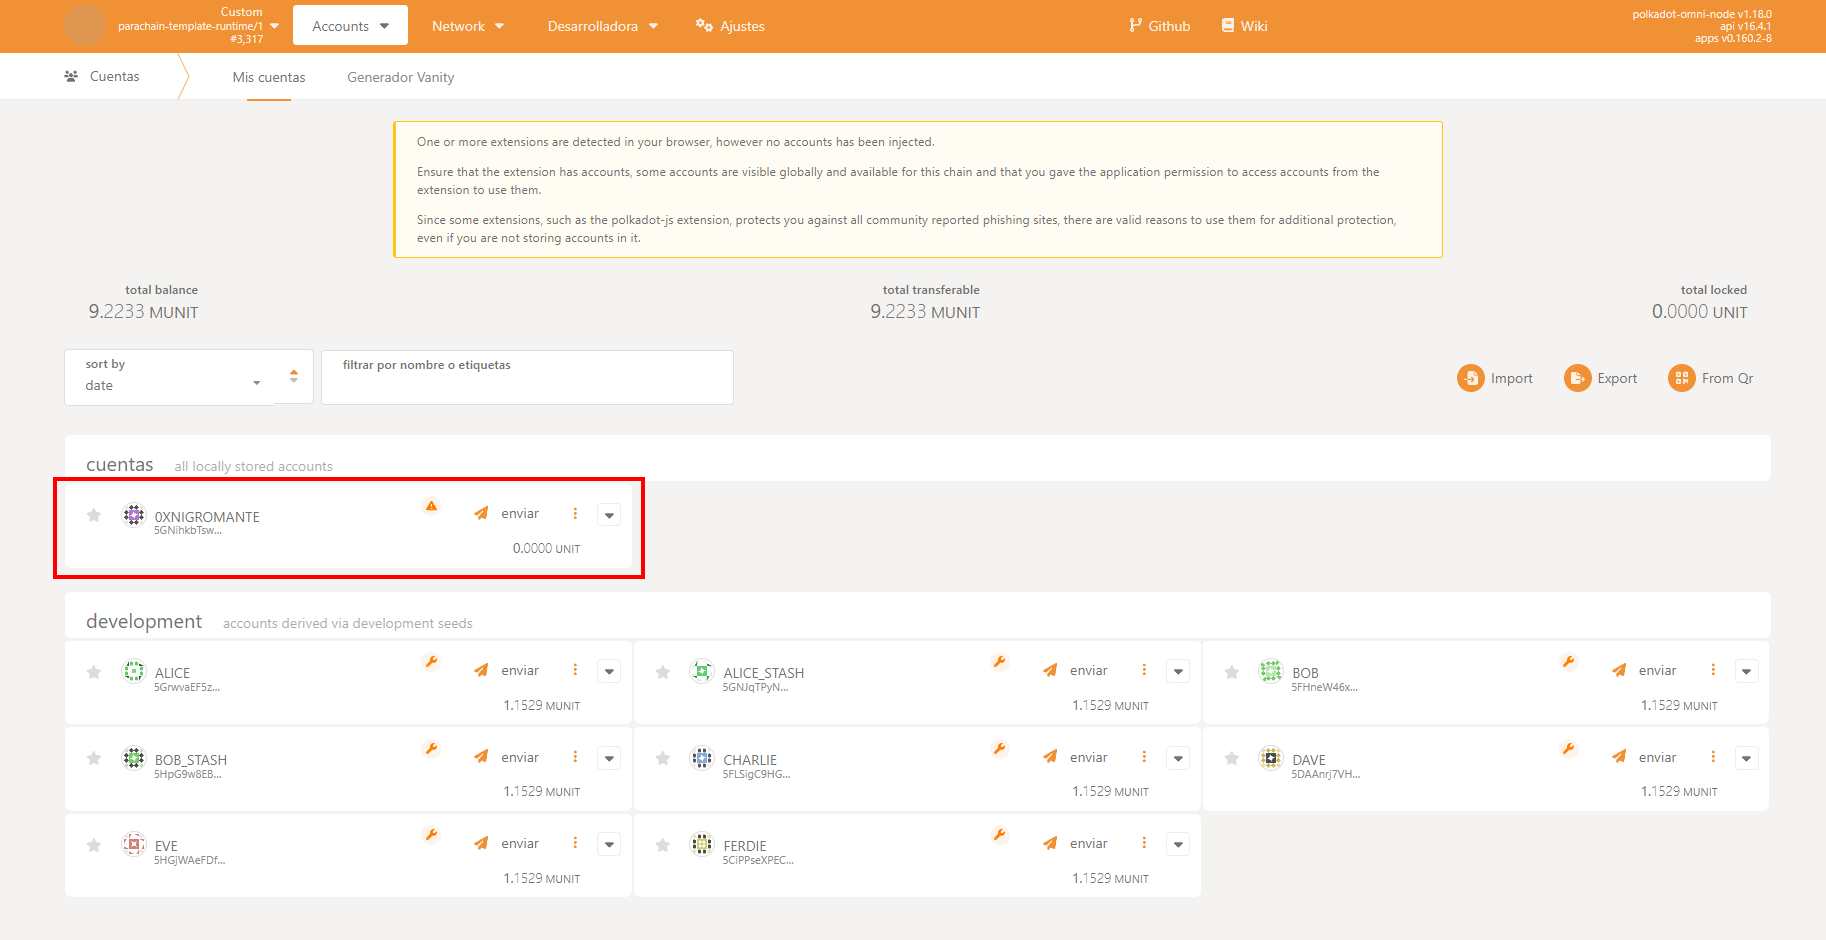 Custom
parachain-template-runtime/1
#3,317
Accounts
Network
Desarrolladora
Ajustes
Github
Wiki
polkadot-omni-node v1.18.0
api v16.4.1
apps v0.160.2-8
Cuentas
Mis cuentas
Generador Vanity
One or more extensions are detected in your browser, however no accounts has been injected.
Ensure that the extension has accounts, some accounts are visible globally and available for this chain and that you gave the application permission to access accounts from the
extension to use them.
Since some extensions, such as the polkadot-js extension, protects you against all community reported phishing sites, there are valid reasons to use them for additional protection,
even if you are not storing accounts in it.
total balance
9.2233 MUNIT
total transferable
9.2233 MUNIT
total locked
0.0000 UNIT
sort by
date
filtrar por nombre o etiquetas
Import
Export
From Qr
cuentas all locally stored accounts
0XNIGROMANTE
5GNihkbTsw...
enviar
0.0000 UNIT
development accounts derived via development seeds
ALICE
5GrwvaEF5z...
enviar
1.1529 MUNIT
ALICE_STASH
5GNJqTPyN...
enviar
1.1529 MUNIT
BOB
5FHneW46x...
enviar
1.1529 MUNIT
BOB_STASH
5HpG9w8EB...
enviar
1.1529 MUNIT
CHARLIE
5FLSigC9HG...
enviar
1.1529 MUNIT
DAVE
5DAAnrj7VH...
enviar
1.1529 MUNIT
EVE
5HGjWAeFDf...
enviar
1.1529 MUNIT
FERDIE
5CiPPseXPEC...
enviar
1.1529 MUNIT